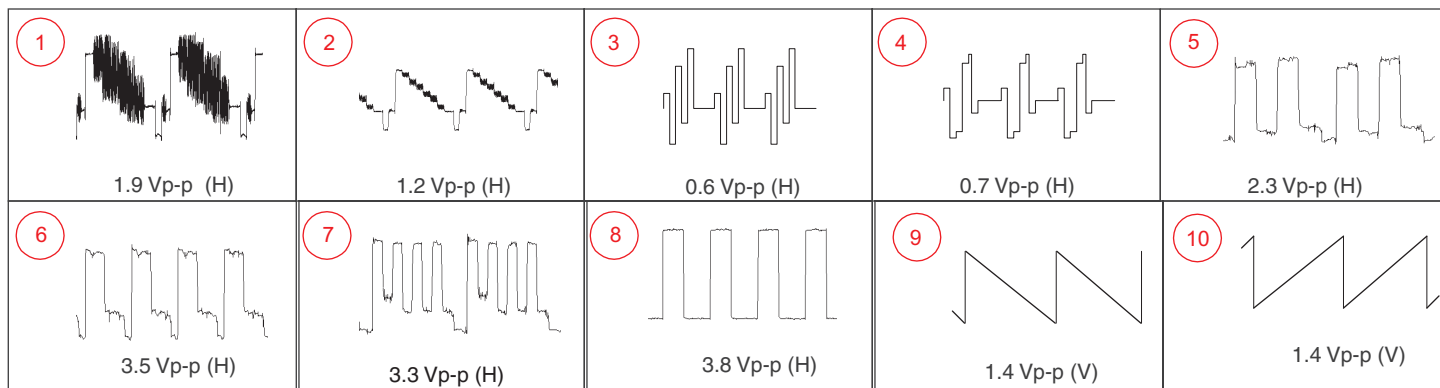 1
2
3
4
5
1.9 Vp-p (H)
1.2 Vp-p (H)
0.6 Vp-p (H)
0.7 Vp-p (H)
2.3 Vp-p (H)
6
7
8
9
10
3.5 Vp-p (H)
3.3 Vp-p (H)
3.8 Vp-p (H)
1.4 Vp-p (V)
1.4 Vp-p (V)